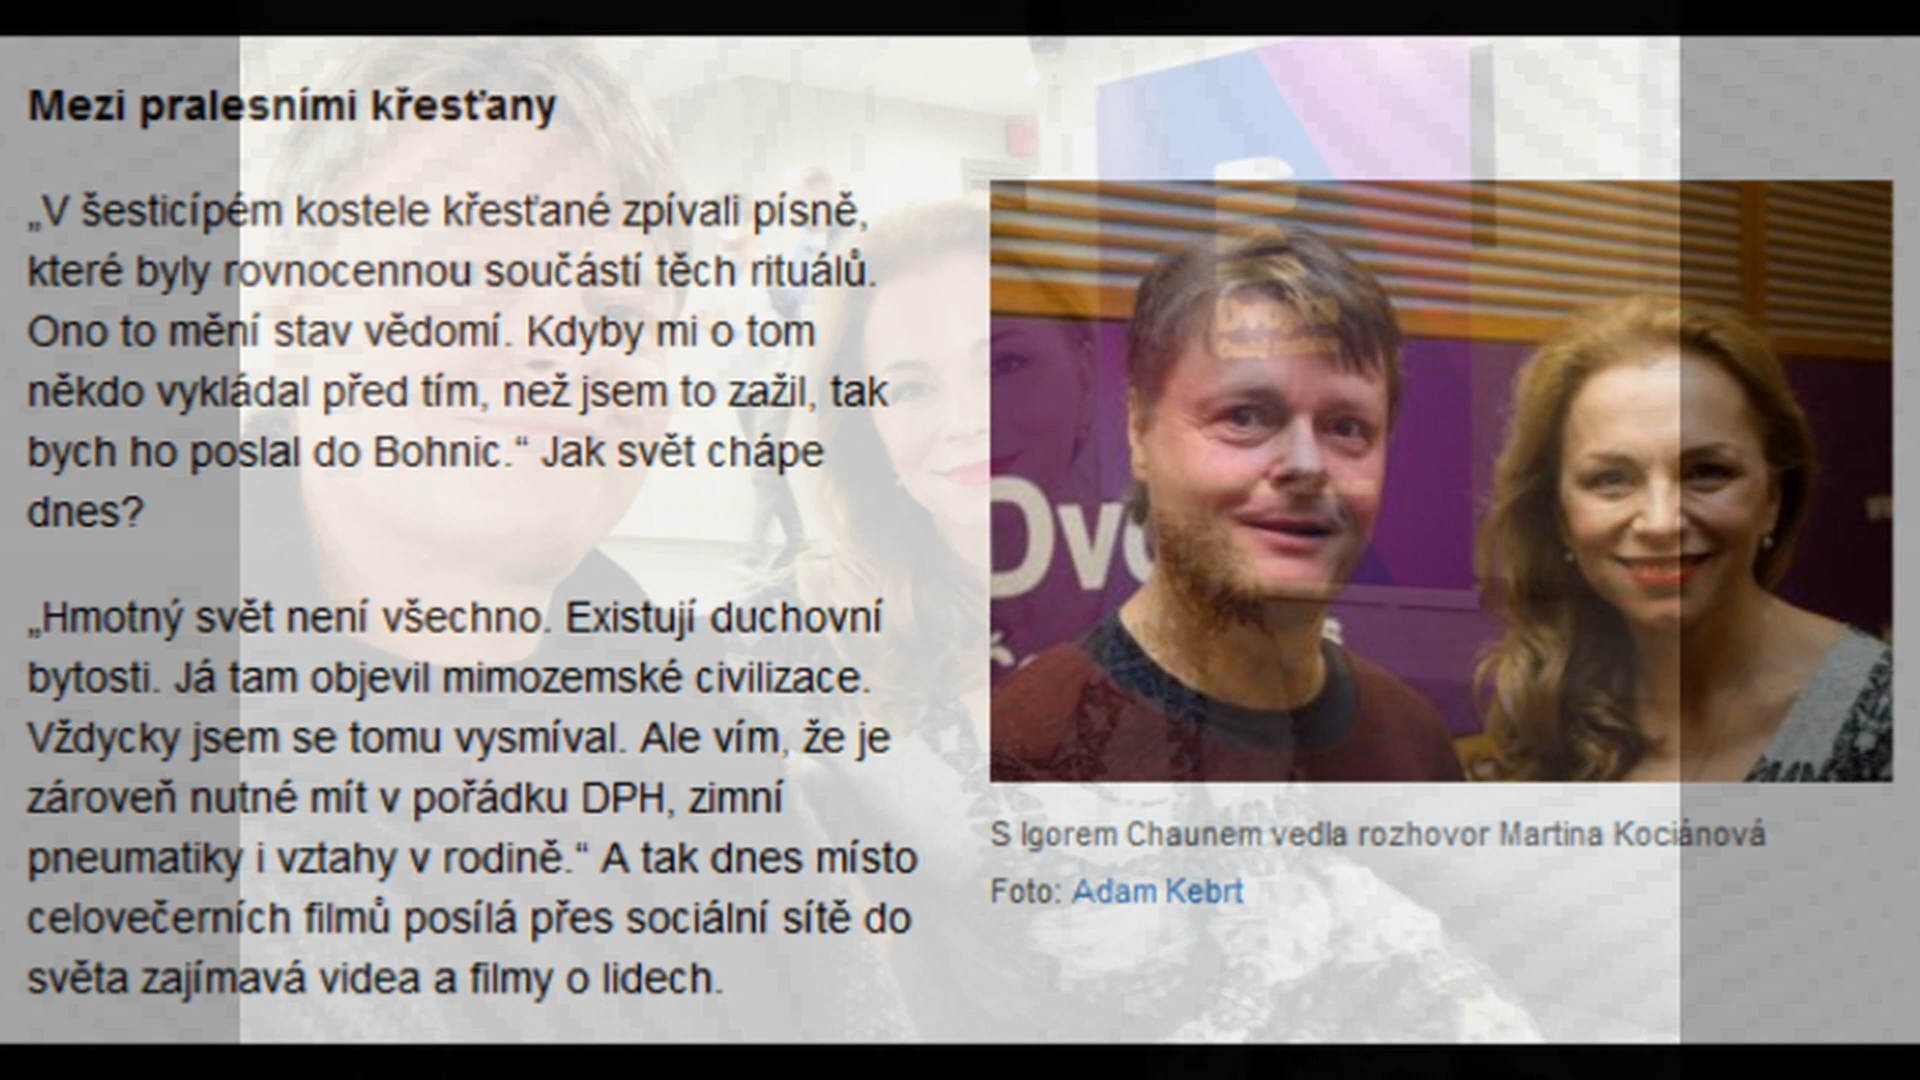 Mezi pralesními křesťany
„V šesticípém kostele křesťané zpívali písně,
které byly rovnocennou součástí těch rituálů.
Ono to mění stav vědomí. Kdyby mi o tom
někdo vykládal před tím, než jsem to zažil, tak
bych ho poslal do Bohnic.“ Jak svět chápe
dnes?
„Hmotný svět není všechno. Existují duchovní
bytosti. Já tam objevil mimozemské civilizace.
Vždycky jsem se tomu vysmíval. Ale vím, že je
zároveň nutné mít v pořádku DPH, zimní
pneumatiky i vztahy v rodině.“ A tak dnes místo
celovečerních filmů posílá přes sociální sítě do
světa zajímavá videa a filmy o lidech.
Dv
S Igorem Chaunem vedla rozhovor Martina Kociánová
Foto: Adam Kebrt